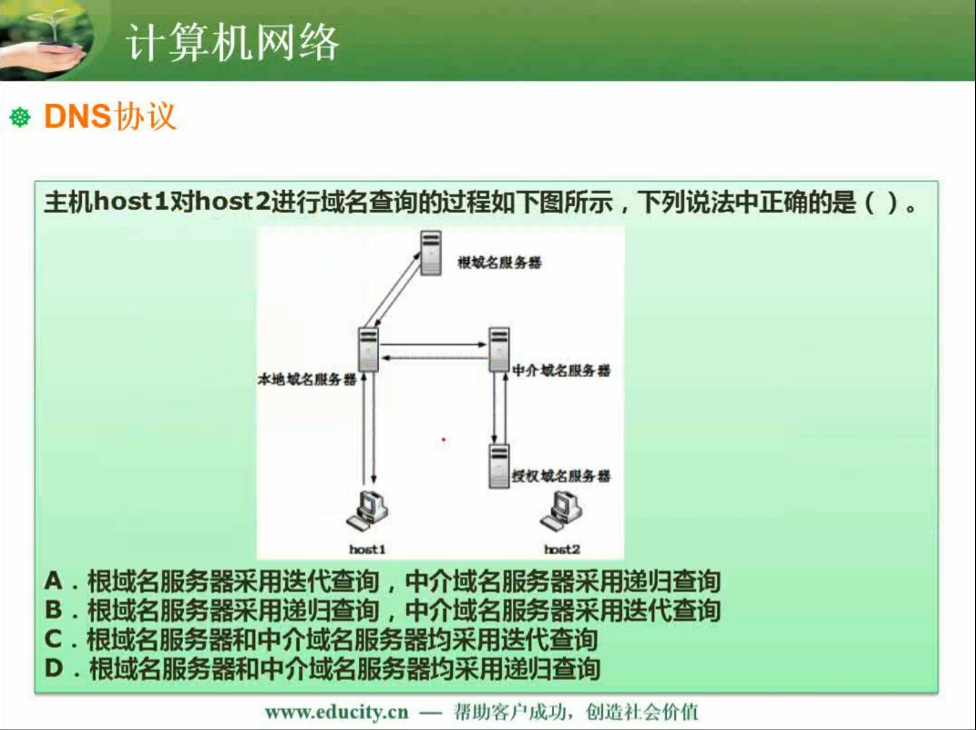 计算机网络
DNS协议
主机host1对host2进行域名查询的过程如下图所示，下列说法中正确的是（ ）。
根域名服务器
本地域名服务器
中介域名服务器
授权域名服务器
host1
host2
A．根域名服务器采用迭代查询，中介域名服务器采用递归查询
B．根域名服务器采用递归查询，中介域名服务器采用迭代查询
C．根域名服务器和中介域名服务器均采用迭代查询
D．根域名服务器和中介域名服务器均采用递归查询
www.educity.cn — 帮助客户成功，创造社会价值